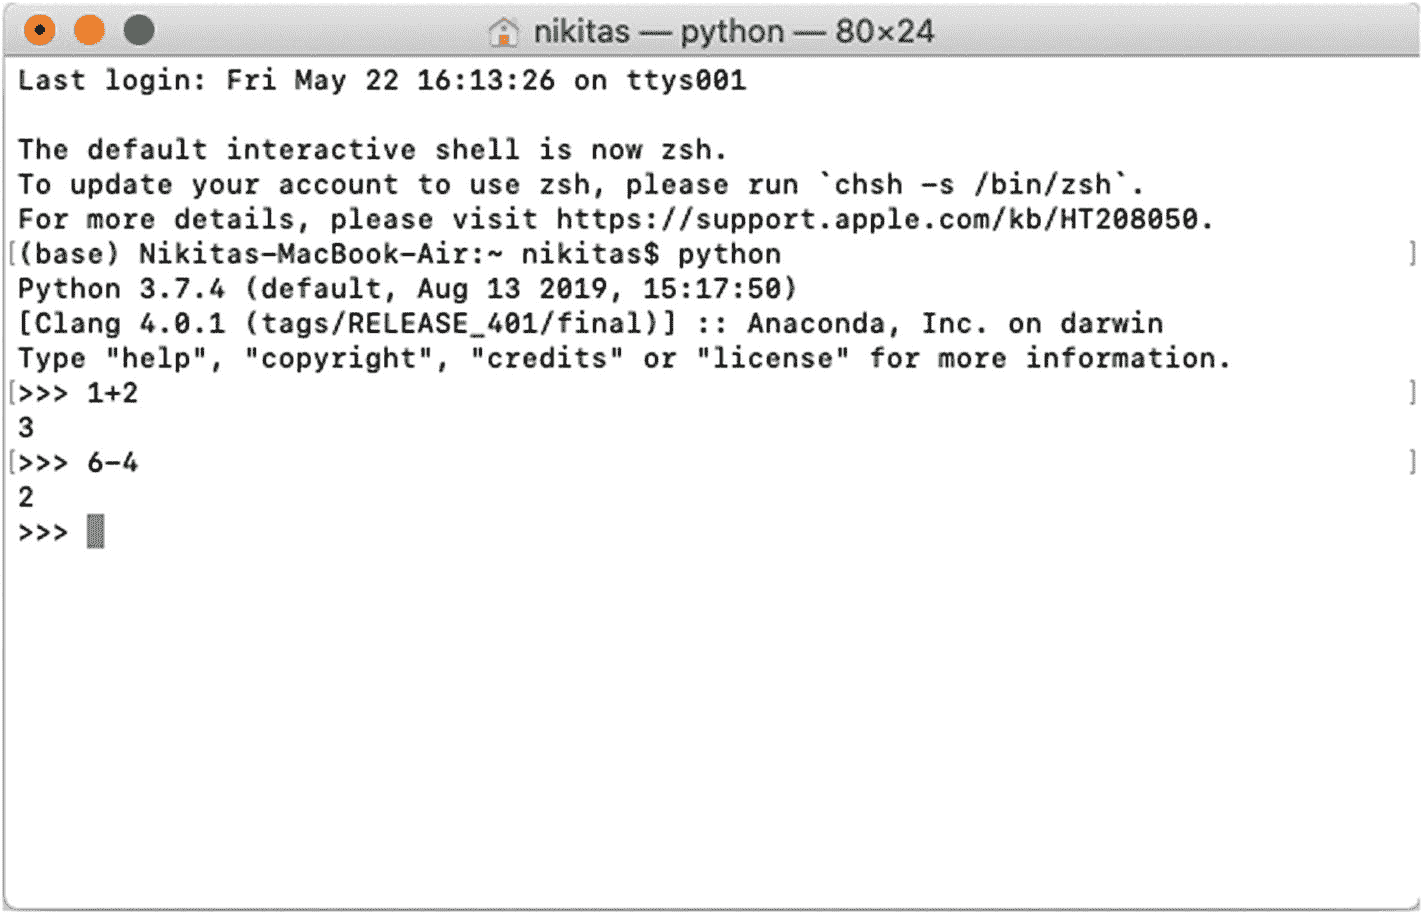 nikitas — python — 80×24
Last login: Fri May 22 16:13:26 on ttys001
The default interactive shell is now zsh.
To update your account to use zsh, please run `chsh -s /bin/zsh`.
For more details, please visit https://support.apple.com/kb/HT208050.
[(base) Nikitas-MacBook-Air:~ nikitas$ python ]
Python 3.7.4 (default, Aug 13 2019, 15:17:50)
[Clang 4.0.1 (tags/RELEASE_401/final)] :: Anaconda, Inc. on darwin
Type "help", "copyright", "credits" or "license" for more information.
[>>> 1+2 ]
3
[>>> 6-4 ]
2
>>>